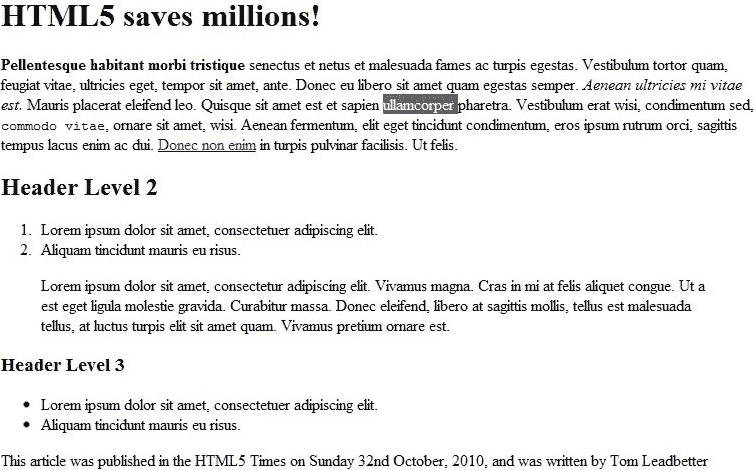 HTML5 saves millions!
Pellentesque habitant morbi tristique senectus et netus et malesuada fames ac turpis egestas. Vestibulum tortor quam,
feugiat vitae, ultricies eget, tempor sit amet, ante. Donec eu libero sit amet quam egestas semper. Aenean ultricies mi vitae
est. Mauris placerat eleifend leo. Quisque sit amet est et sapien ullamcorper pharetra. Vestibulum erat wisi, condimentum sed,
commodo vitae, ornare sit amet, wisi. Aenean fermentum, elit eget tincidunt condimentum, eros ipsum rutrum orci, sagittis
tempus lacus enim ac dui. Donec non enim in turpis pulvinar facilisis. Ut felis.
Header Level 2
1. Lorem ipsum dolor sit amet, consectetuer adipiscing elit.
2. Aliquam tincidunt mauris eu risus.
Lorem ipsum dolor sit amet, consectetur adipiscing elit. Vivamus magna. Cras in mi at felis aliquet congue. Ut a
est eget ligula molestie gravida. Curabitur massa. Donec eleifend, libero at sagittis mollis, tellus est malesuada
tellus, at luctus turpis elit sit amet quam. Vivamus pretium ornare est.
Header Level 3
• Lorem ipsum dolor sit amet, consectetuer adipiscing elit.
• Aliquam tincidunt mauris eu risus.
This article was published in the HTML5 Times on Sunday 32nd October, 2010, and was written by Tom Leadbetter